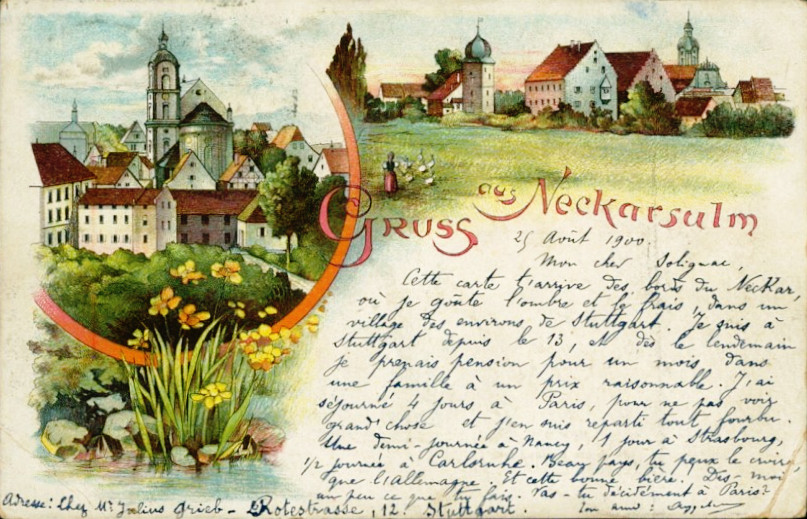 Gruss aus Neckarsulm
25 Août 1900.
Mon cher Solignac,
Cette carte t'arrive des bords du Neckar,
où je goûte l'ombre et le frais, dans un
village des environs de Stuttgart. Je suis à
Stuttgart depuis le 13, et dès le lendemain
je prenais pension pour un mois dans
une famille à un prix raisonnable. J'ai
séjourné 4 jours à Paris, pour ne pas voir
grand'chose et j'en suis reparti tout fourbu.
Une demi-journée à Nancy, 1 jour à Strasbourg,
1/2 journée à Carlsruhe. Beau pays, tu peux le croire,
que l'Allemagne. Et cette bonne bière. Dis-moi
un peu ce que tu fais. Vas-tu décidément à Paris?
Ton ami:
Adresse: Chez Mr Julius Grieb - Rotestrasse, 12. Stuttgart.